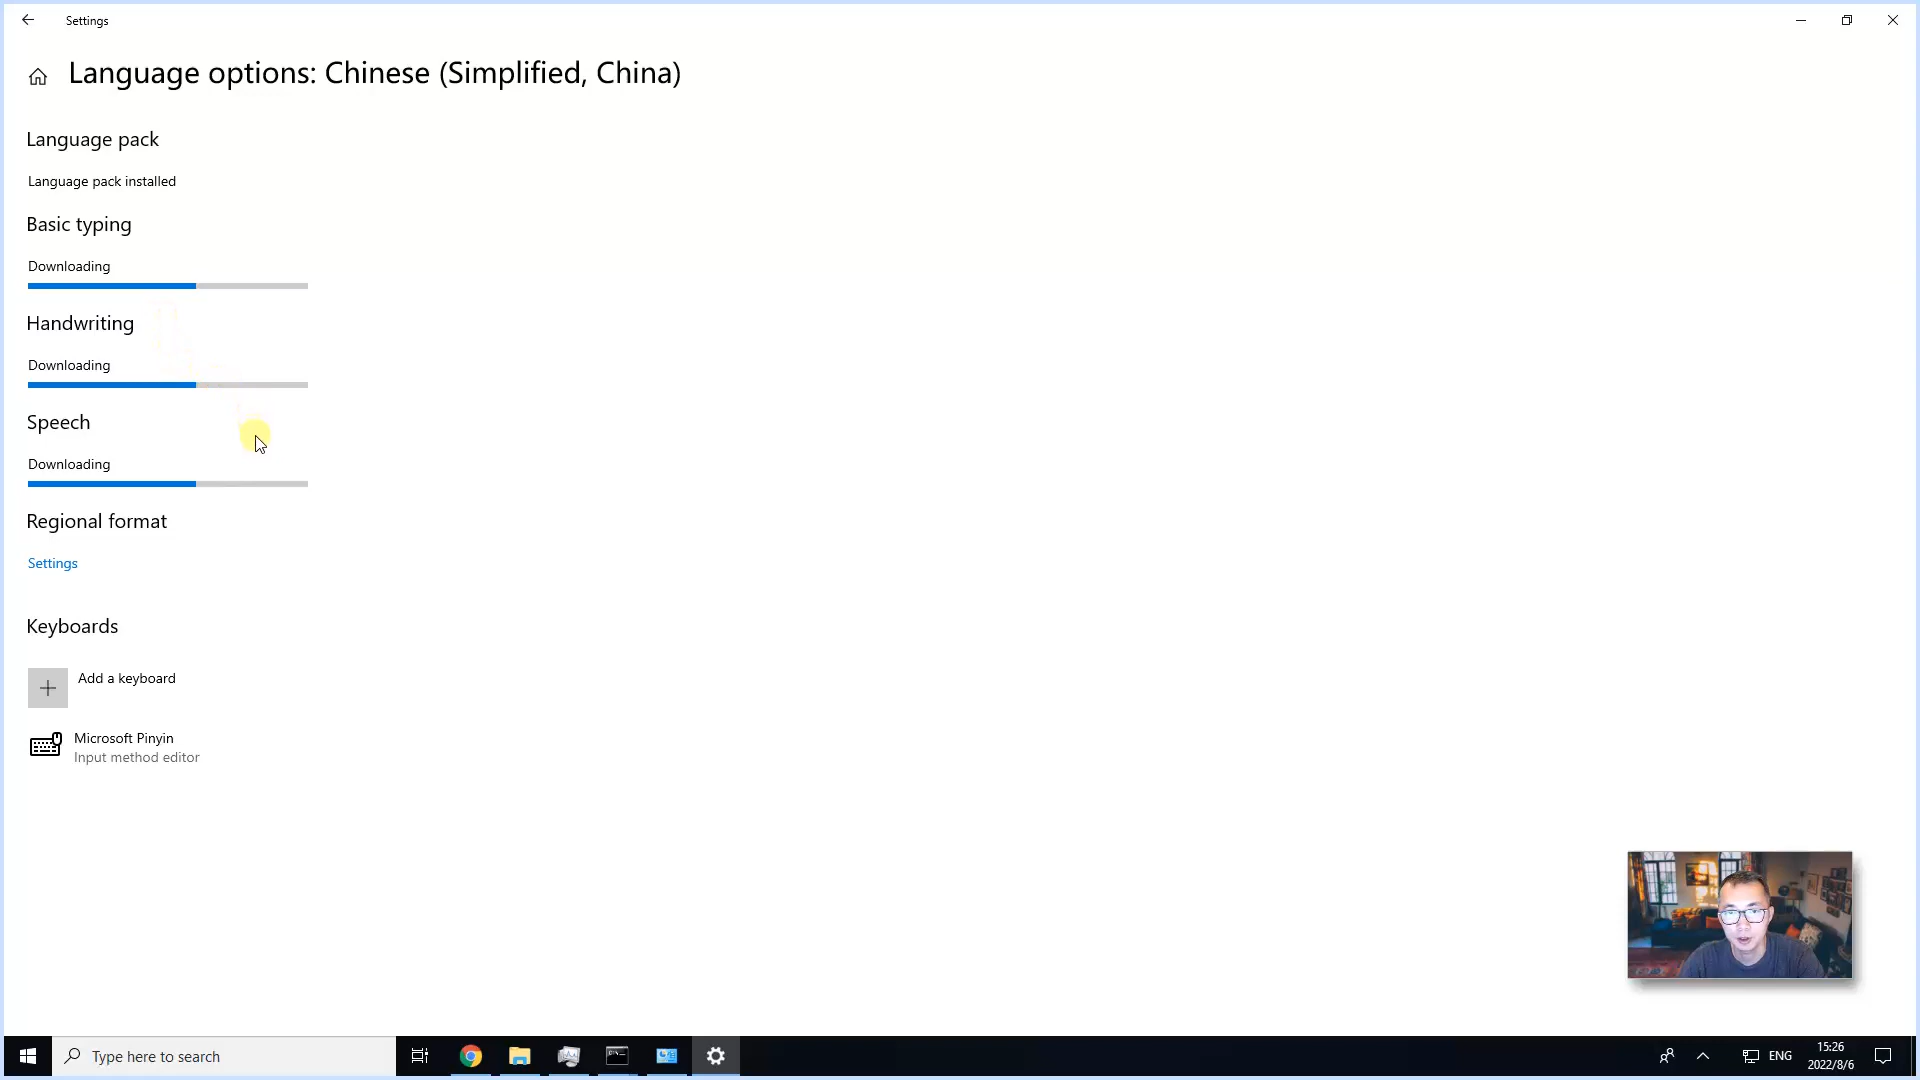 Settings
Language options: Chinese (Simplified, China)
Language pack
Language pack installed
Basic typing
Downloading
Handwriting
Downloading
Speech
Downloading
Regional format
Settings
Keyboards
Add a keyboard
Microsoft Pinyin
Input method editor
Type here to search
ENG
15:26
2022/8/6